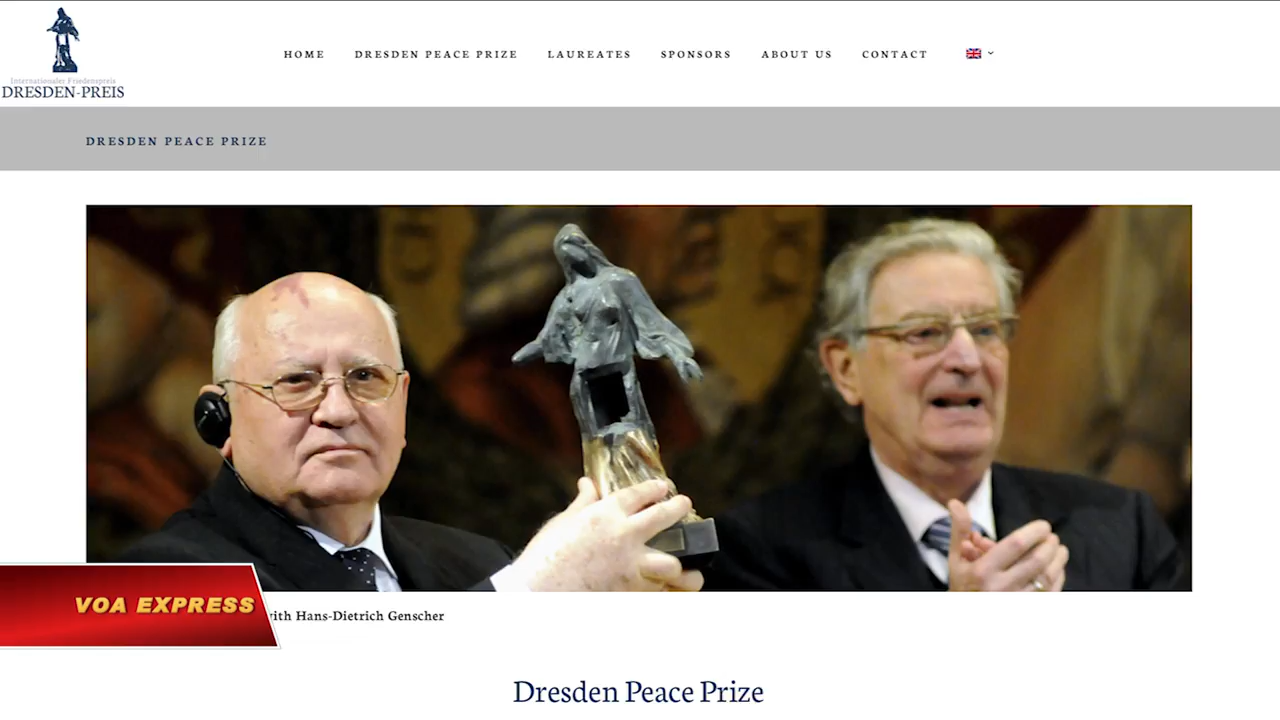 HOME DRESDEN PEACE PRIZE LAUREATES SPONSORS ABOUT US CONTACT
Internationaler Friedenspreis
DRESDEN-PREIS
DRESDEN PEACE PRIZE
VOA EXPRESS
with Hans-Dietrich Genscher
Dresden Peace Prize